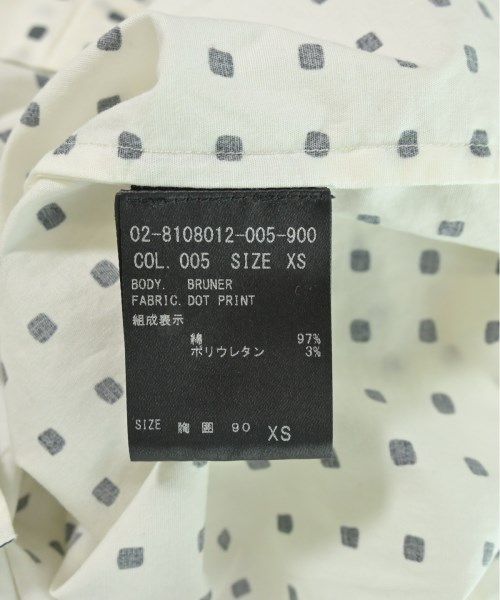 02-8108012-005-900
COL. 005 SIZE XS
BODY. BRUNER
FABRIC. DOT PRINT
組成表示
綿 97%
ポリウレタン 3%
SIZE 胸囲 90 XS